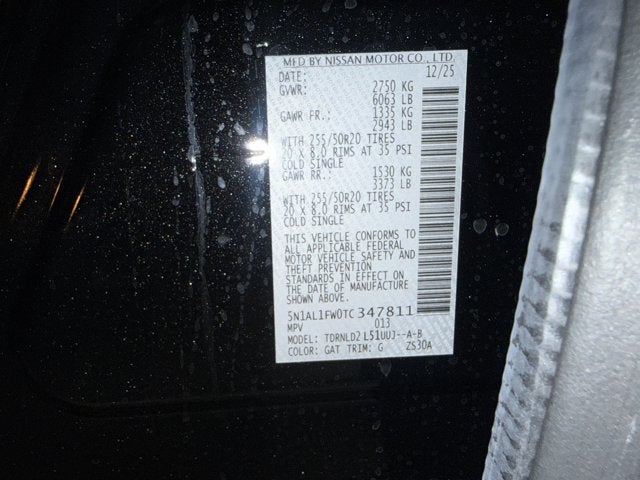 MFD BY NISSAN MOTOR CO., LTD.
DATE: 12/25
GVWR: 2750 KG
6063 LB
GAWR FR.: 1335 KG
2943 LB
WITH 255/50R20 TIRES
20 X 8.0 RIMS AT 35 PSI
COLD SINGLE
GAWR RR.: 1530 KG
3373 LB
WITH 255/50R20 TIRES
20 X 8.0 RIMS AT 35 PSI
COLD SINGLE
THIS VEHICLE CONFORMS TO
ALL APPLICABLE FEDERAL
MOTOR VEHICLE SAFETY AND
THEFT PREVENTION
STANDARDS IN EFFECT ON
THE DATE OF MANUFACTURE
SHOWN ABOVE.
5N1AL1FW0TC347811
MPV 013
MODEL: TDRNLD2 L51UUJ--A-B
COLOR: GAT TRIM: G ZS30A